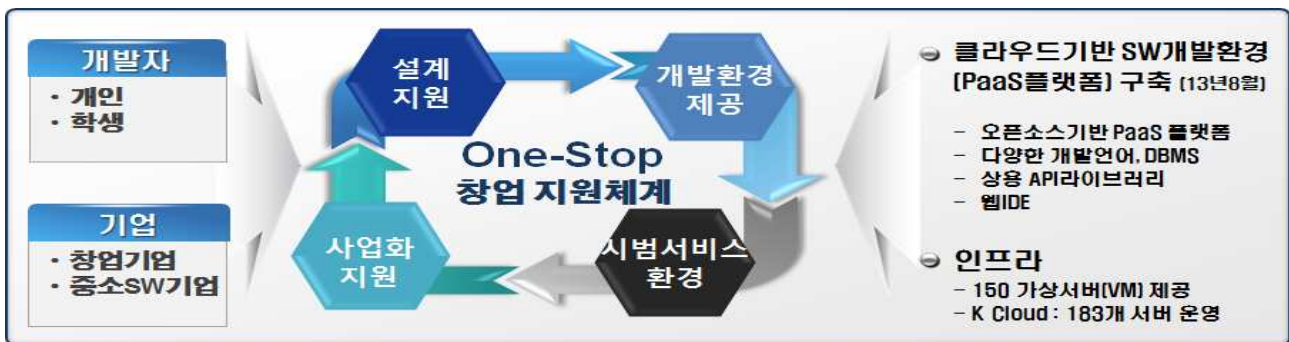 개발자
· 개인
· 학생
기업
· 창업기업
· 중소SW기업
설계
지원
개발환경
제공
One-Stop
창업 지원체계
사업화
지원
시범서비스
환경
클라우드기반 SW개발환경
(PaaS플랫폼) 구축 (13년8월)
- 오픈소스기반 PaaS 플랫폼
- 다양한 개발언어, DBMS
- 상용 API라이브러리
- 웹IDE
인프라
- 150 가상서버(VM) 제공
- K Cloud : 183개 서버 운영